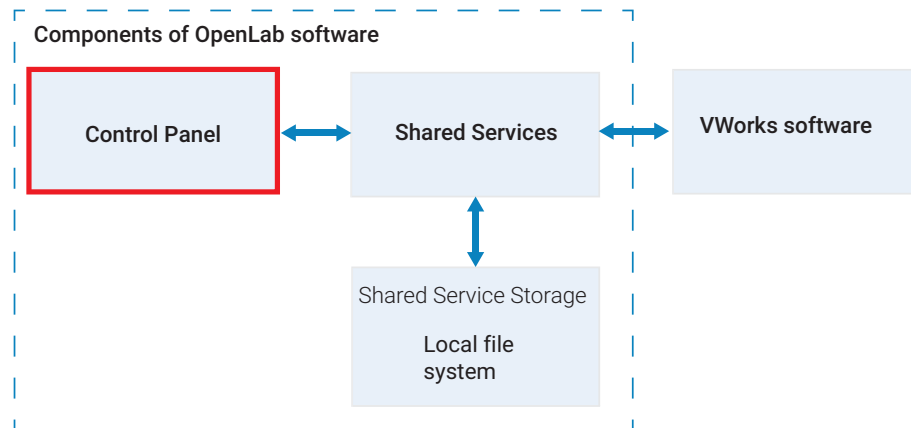 Components of OpenLab software
Control Panel
Shared Services
VWorks software
Shared Service Storage
Local file
system